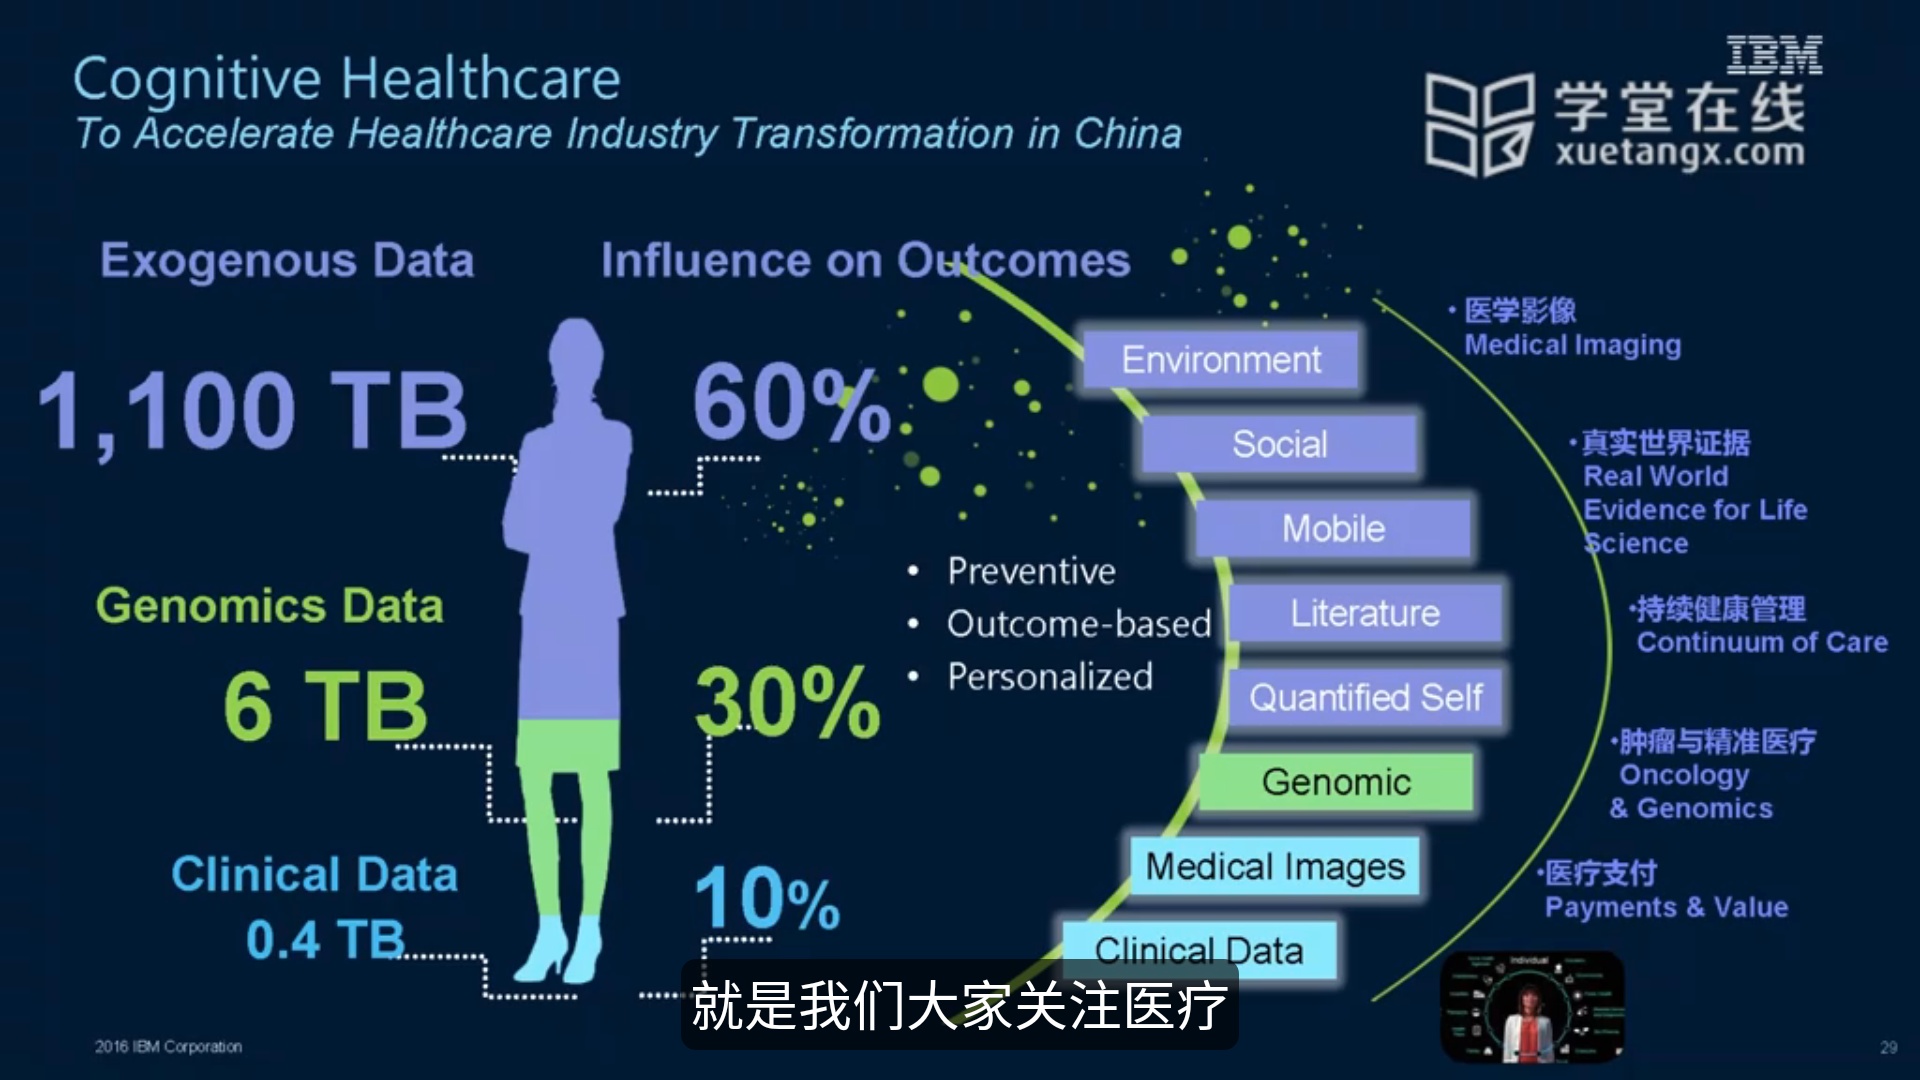 Cognitive Healthcare
To Accelerate Healthcare Industry Transformation in China
IBM
学堂在线
xuetangx.com
Exogenous Data
1,100 TB
Genomics Data
6 TB
Clinical Data
0.4 TB
Influence on Outcomes
60%
30%
10%
• Preventive
• Outcome-based
• Personalized
Environment
Social
Mobile
Literature
Quantified Self
Genomic
Medical Images
Clinical Data
• 医学影像
Medical Imaging
• 真实世界证据
Real World
Evidence for Life
Science
• 持续健康管理
Continuum of Care
• 肿瘤与精准医疗
Oncology
& Genomics
• 医疗支付
Payments & Value
Individual
就是我们大家关注医疗
2016 IBM Corporation
29